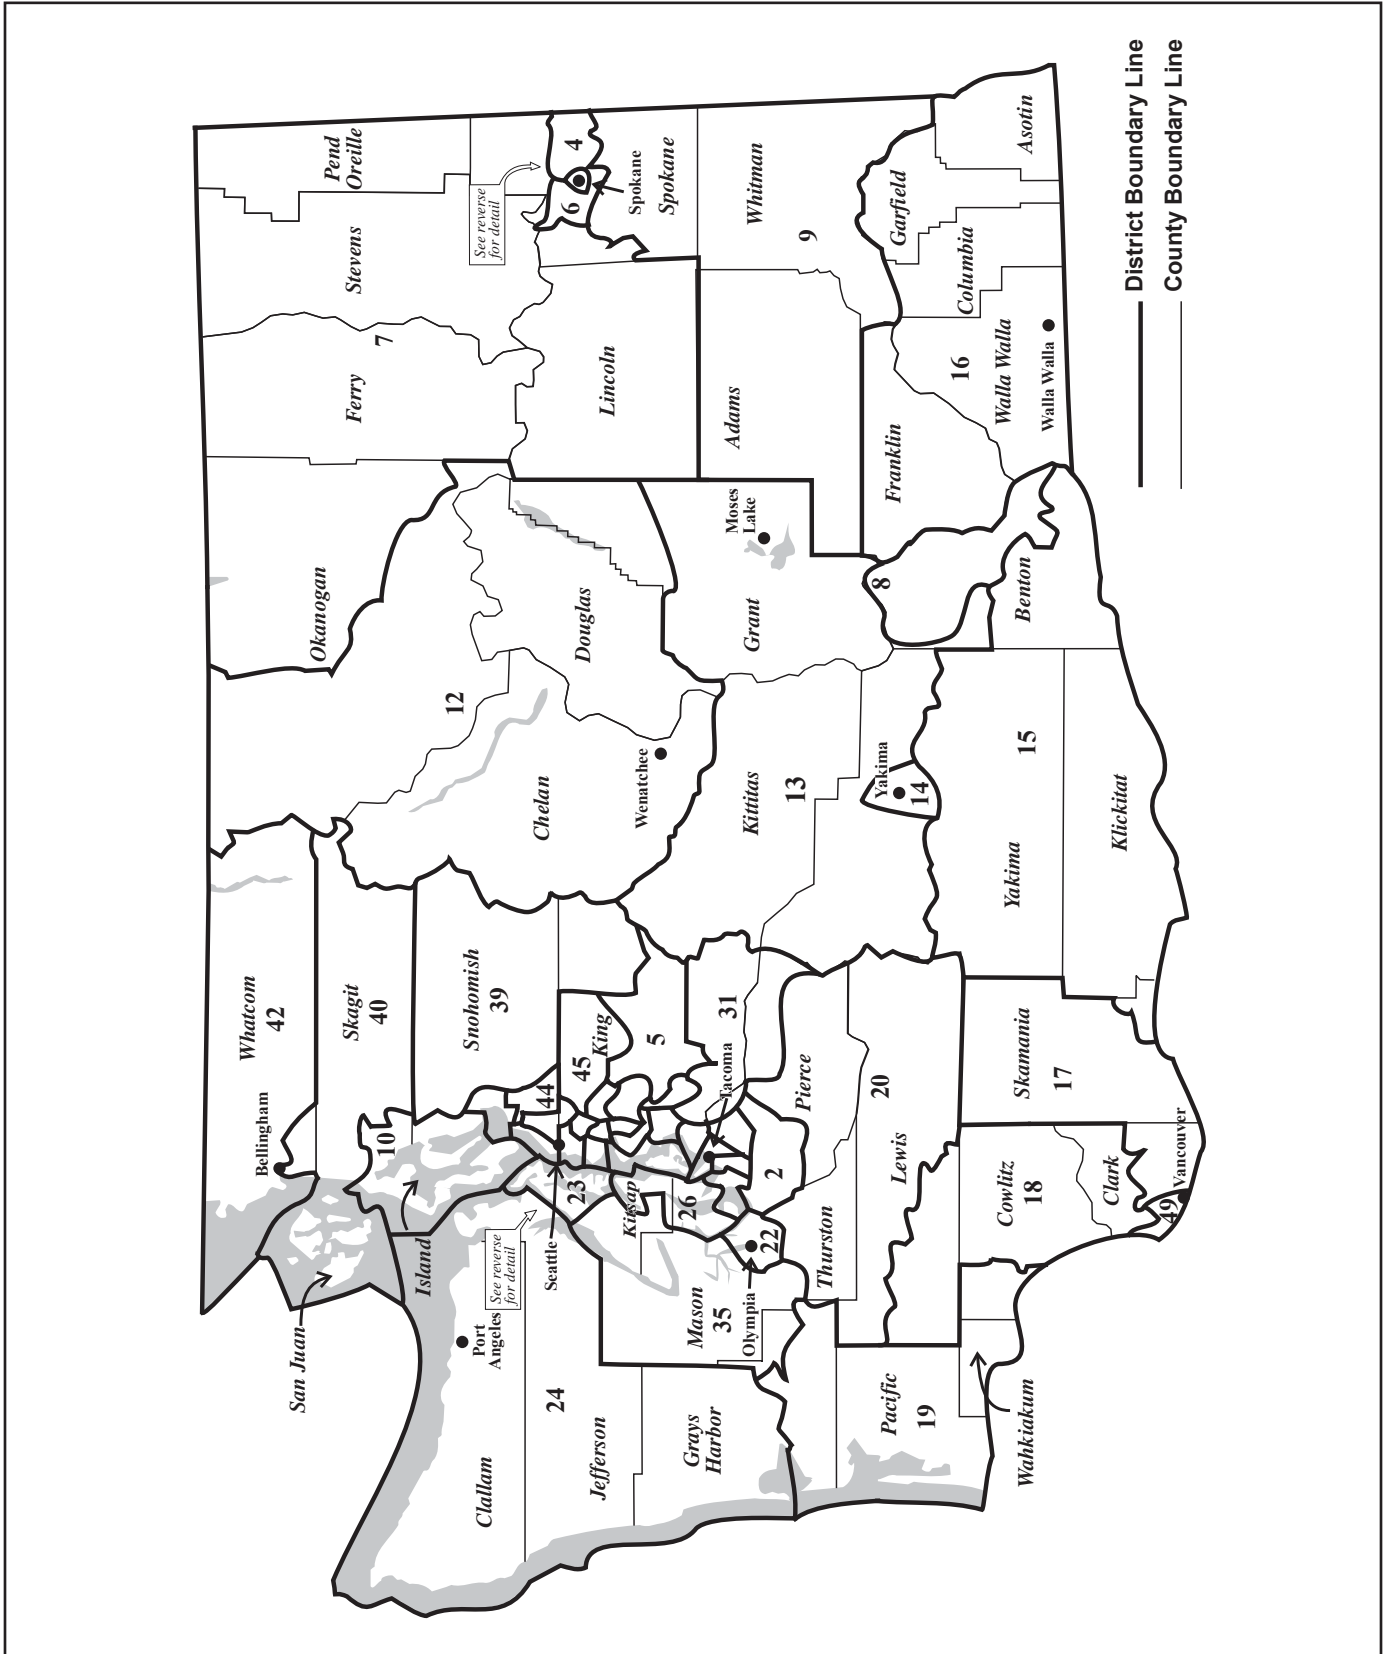 Whatcom
42
Bellingham
San Juan
Skagit
40
10
Island
Snohomish
39
44
Okanogan
12
Chelan
Wenatchee
Douglas
Ferry
7
Stevens
Pend
Oreille
See reverse
for detail
4
6
Spokane
Spokane
Lincoln
Clallam
Port
Angeles
See reverse
for detail
24
Jefferson
Seattle
23
Kitsap
26
45
King
5
31
Tacoma
Grays
Harbor
Mason
35
Olympia
22
2
Pierce
Thurston
Kittitas
13
Grant
Moses
Lake
Adams
Whitman
9
Pacific
19
Lewis
20
Yakima
14
Yakima
15
8
Benton
Franklin
16
Walla Walla
Walla Walla
Columbia
Garfield
Asotin
Wahkiakum
Cowlitz
18
Clark
49
Vancouver
Skamania
17
Klickitat
District Boundary Line
County Boundary Line